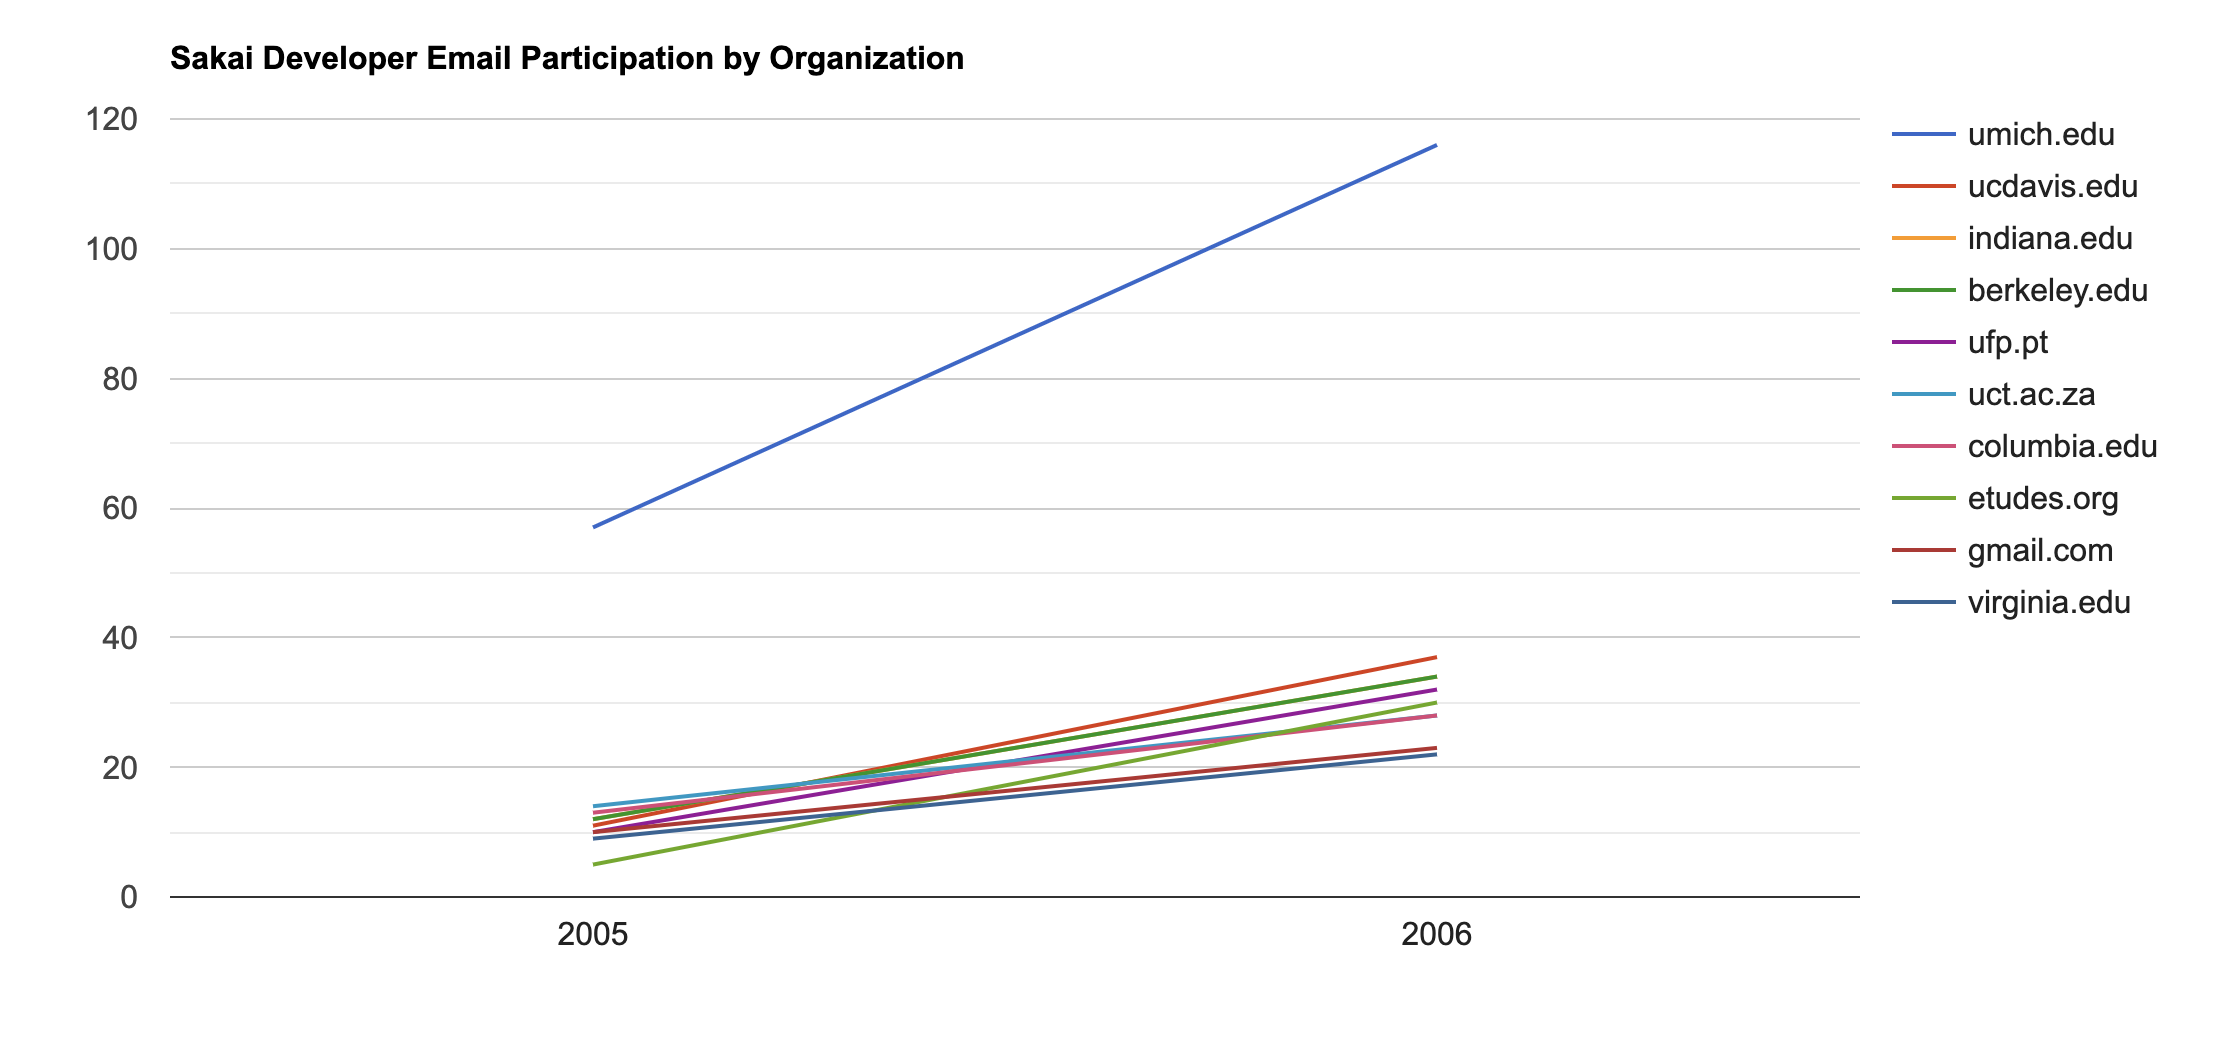 Sakai Developer Email Participation by Organization
120
100
80
60
40
20
0
2005
2006
umich.edu
ucdavis.edu
indiana.edu
berkeley.edu
ufp.pt
uct.ac.za
columbia.edu
etudes.org
gmail.com
virginia.edu